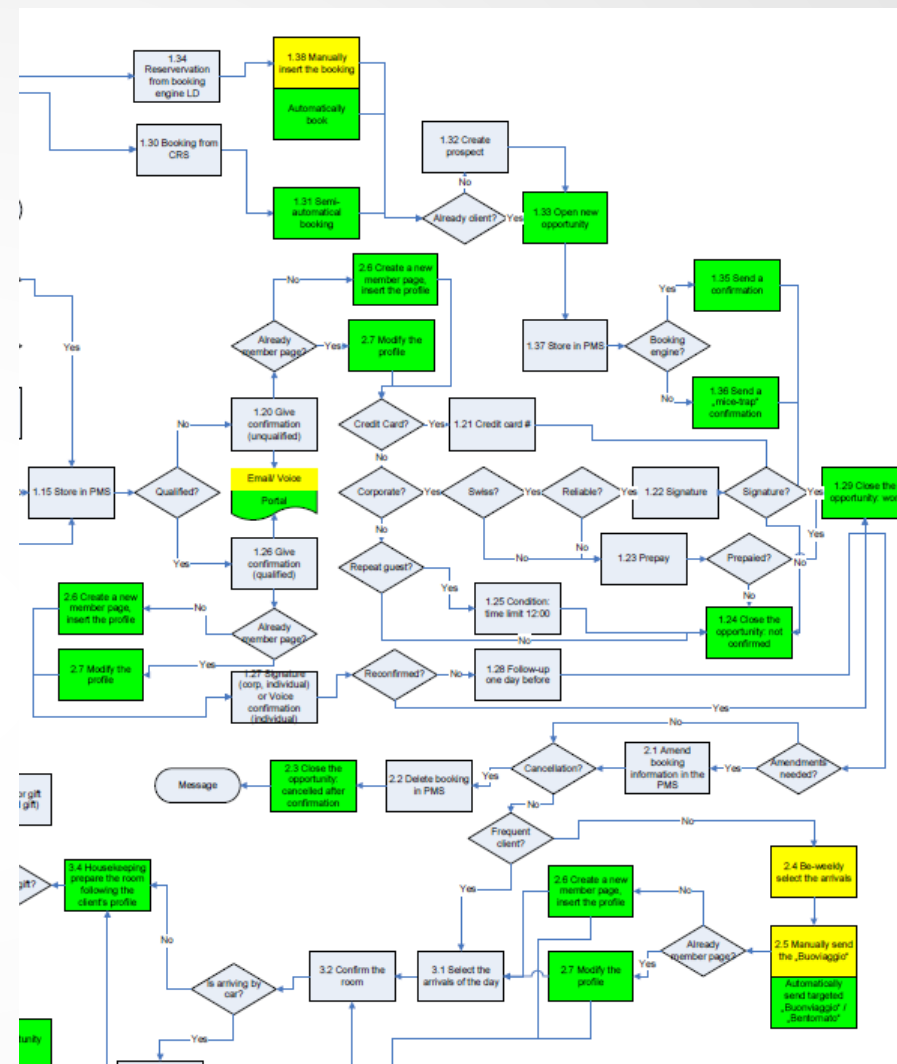 1.34
Reservervation
from booking
engine LD
1.38 Manually
insert the booking
Automatically
book
1.30 Booking from
CRS
1.32 Create
prospect
No
1.31 Semi-
automatical
booking
Already client?
Yes
1.33 Open new
opportunity
2.6 Create a new
member page,
insert the profile
No
1.35 Send a
confirmation
Yes
Yes
Already
member page?
Yes
2.7 Modify the
profile
1.37 Store in PMS
Booking
engine?
No
1.36 Send a
„mice-trap“
confirmation
1.20 Give
confirmation
(unqualified)
No
Credit Card?
Yes
1.21 Credit card #
No
1.15 Store in PMS
Qualified?
Email/ Voice
Portal
Corporate?
Yes
Swiss?
Yes
Reliable?
Yes
1.22 Signature
Signature?
Yes
1.29 Close the
opportunity: won
No
Yes
Yes
1.26 Give
confirmation
(qualified)
Repeat guest?
No
No
1.23 Prepay
Prepaied?
No
Yes
No
2.6 Create a new
member page,
insert the profile
No
Already
member page?
1.25 Condition:
time limit 12:00
No
1.24 Close the
opportunity: not
confirmed
2.7 Modify the
profile
Yes
1.27 Signature
(corp, individual)
or Voice
confirmation
(individual)
Reconfirmed?
No
1.28 Follow-up
one day before
Yes
No
Message
2.3 Close the
opportunity:
cancelled after
confirmation
2.2 Delete booking
in PMS
Yes
Cancellation?
2.1 Amend
booking
information in the
PMS
Yes
Amendments
needed?
or gift
gift)
No
Frequent
client?
No
gift?
3.4 Housekeeping
prepare the room
following the
client's profile
Yes
2.6 Create a new
member page,
insert the profile
No
2.4 Be-weekly
select the arrivals
No
Is arriving by
car?
3.2 Confirm the
room
3.1 Select the
arrivals of the day
2.7 Modify the
profile
Yes
Already
member page?
2.5 Manually send
the „Buoviaggio“
Automatically
send targeted
„Buonviaggio“ /
„Bentornato“
Yes
tunity